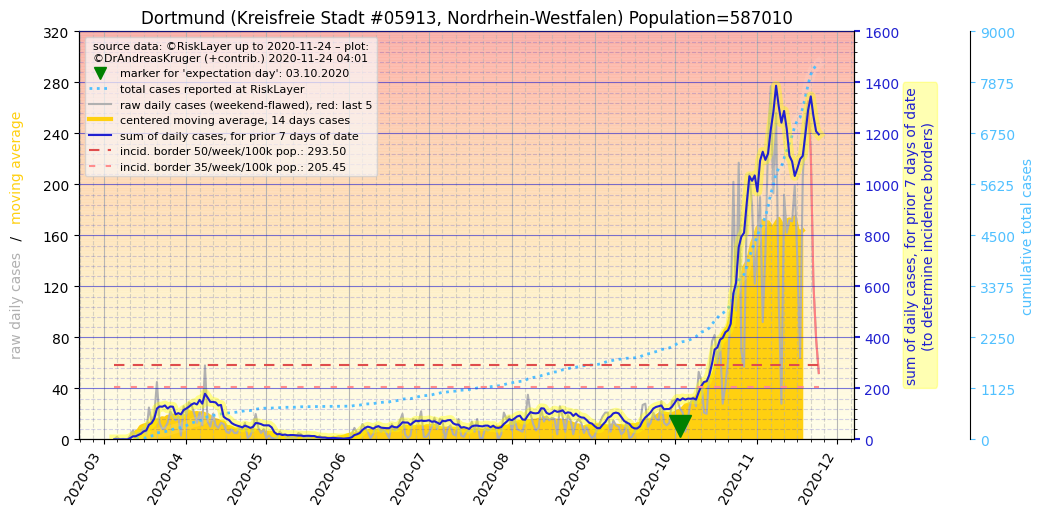 Dortmund (Kreisfreie Stadt #05913, Nordrhein-Westfalen) Population=587010
source data: ©RiskLayer up to 2020-11-24 – plot:
©DrAndreasKruger (+contrib.) 2020-11-24 04:01
marker for 'expectation day': 03.10.2020
total cases reported at RiskLayer
raw daily cases (weekend-flawed), red: last 5
centered moving average, 14 days cases
sum of daily cases, for prior 7 days of date
incid. border 50/week/100k pop.: 293.50
incid. border 35/week/100k pop.: 205.45
raw daily cases / moving average
320
280
240
200
160
120
80
40
0
1600
1400
1200
1000
800
600
400
200
0
sum of daily cases, for prior 7 days of date
(to determine incidence borders)
9000
7875
6750
5625
4500
3375
2250
1125
0
cumulative total cases
2020-03
2020-04
2020-05
2020-06
2020-07
2020-08
2020-09
2020-10
2020-11
2020-12